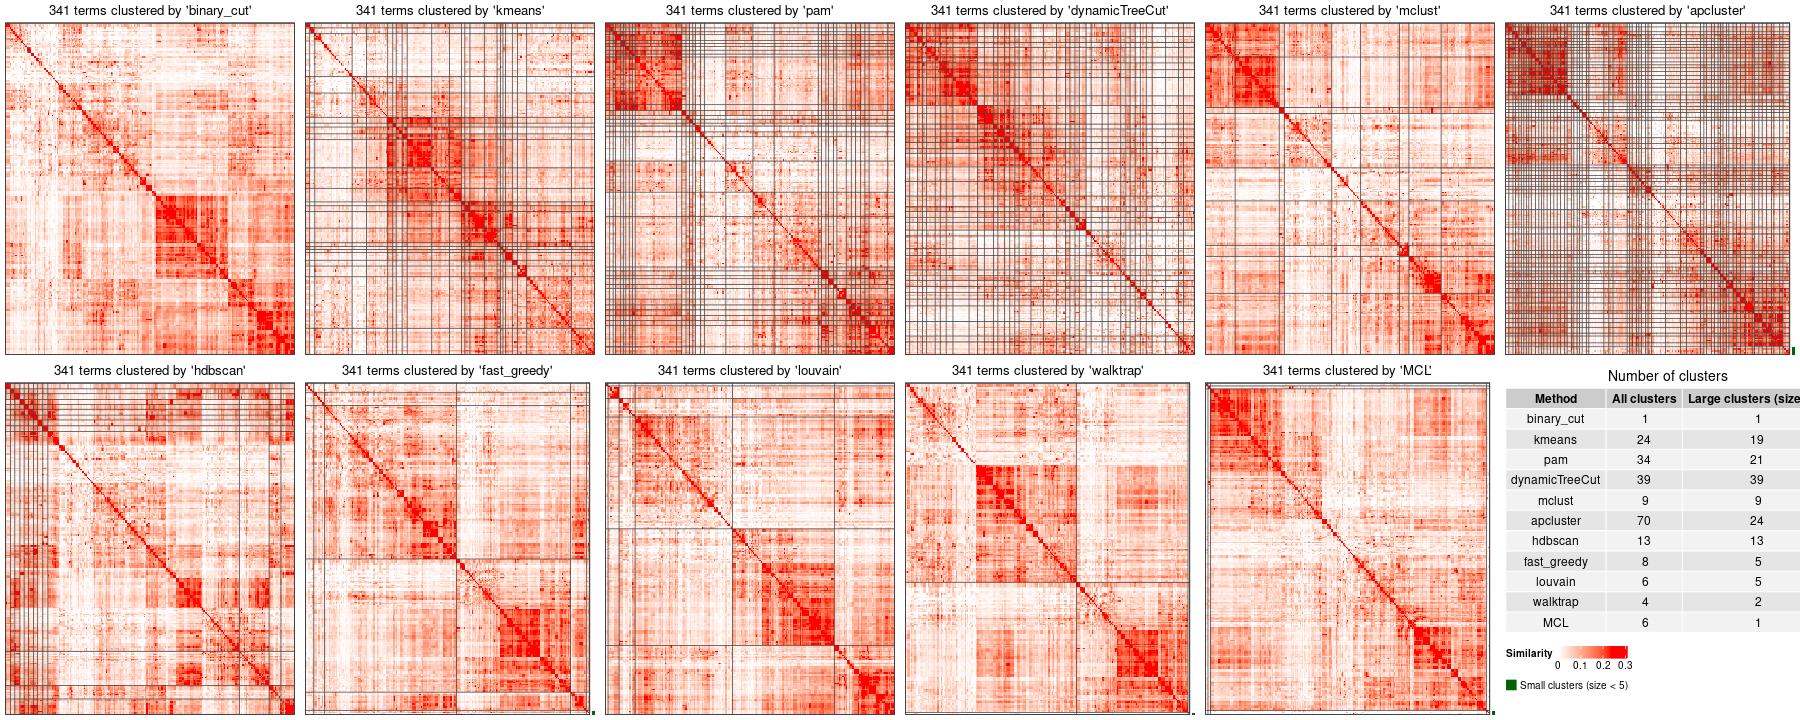 341 terms clustered by 'binary_cut'
341 terms clustered by 'kmeans'
341 terms clustered by 'pam'
341 terms clustered by 'dynamicTreeCut'
341 terms clustered by 'mclust'
341 terms clustered by 'apcluster'
341 terms clustered by 'hdbscan'
341 terms clustered by 'fast_greedy'
341 terms clustered by 'louvain'
341 terms clustered by 'walktrap'
341 terms clustered by 'MCL'
Number of clusters
Method All clusters Large clusters (size
binary_cut 1 1
kmeans 24 19
pam 34 21
dynamicTreeCut 39 39
mclust 9 9
apcluster 70 24
hdbscan 13 13
fast_greedy 8 5
louvain 6 5
walktrap 4 2
MCL 6 1
Similarity
0 0.1 0.2 0.3
Small clusters (size < 5)